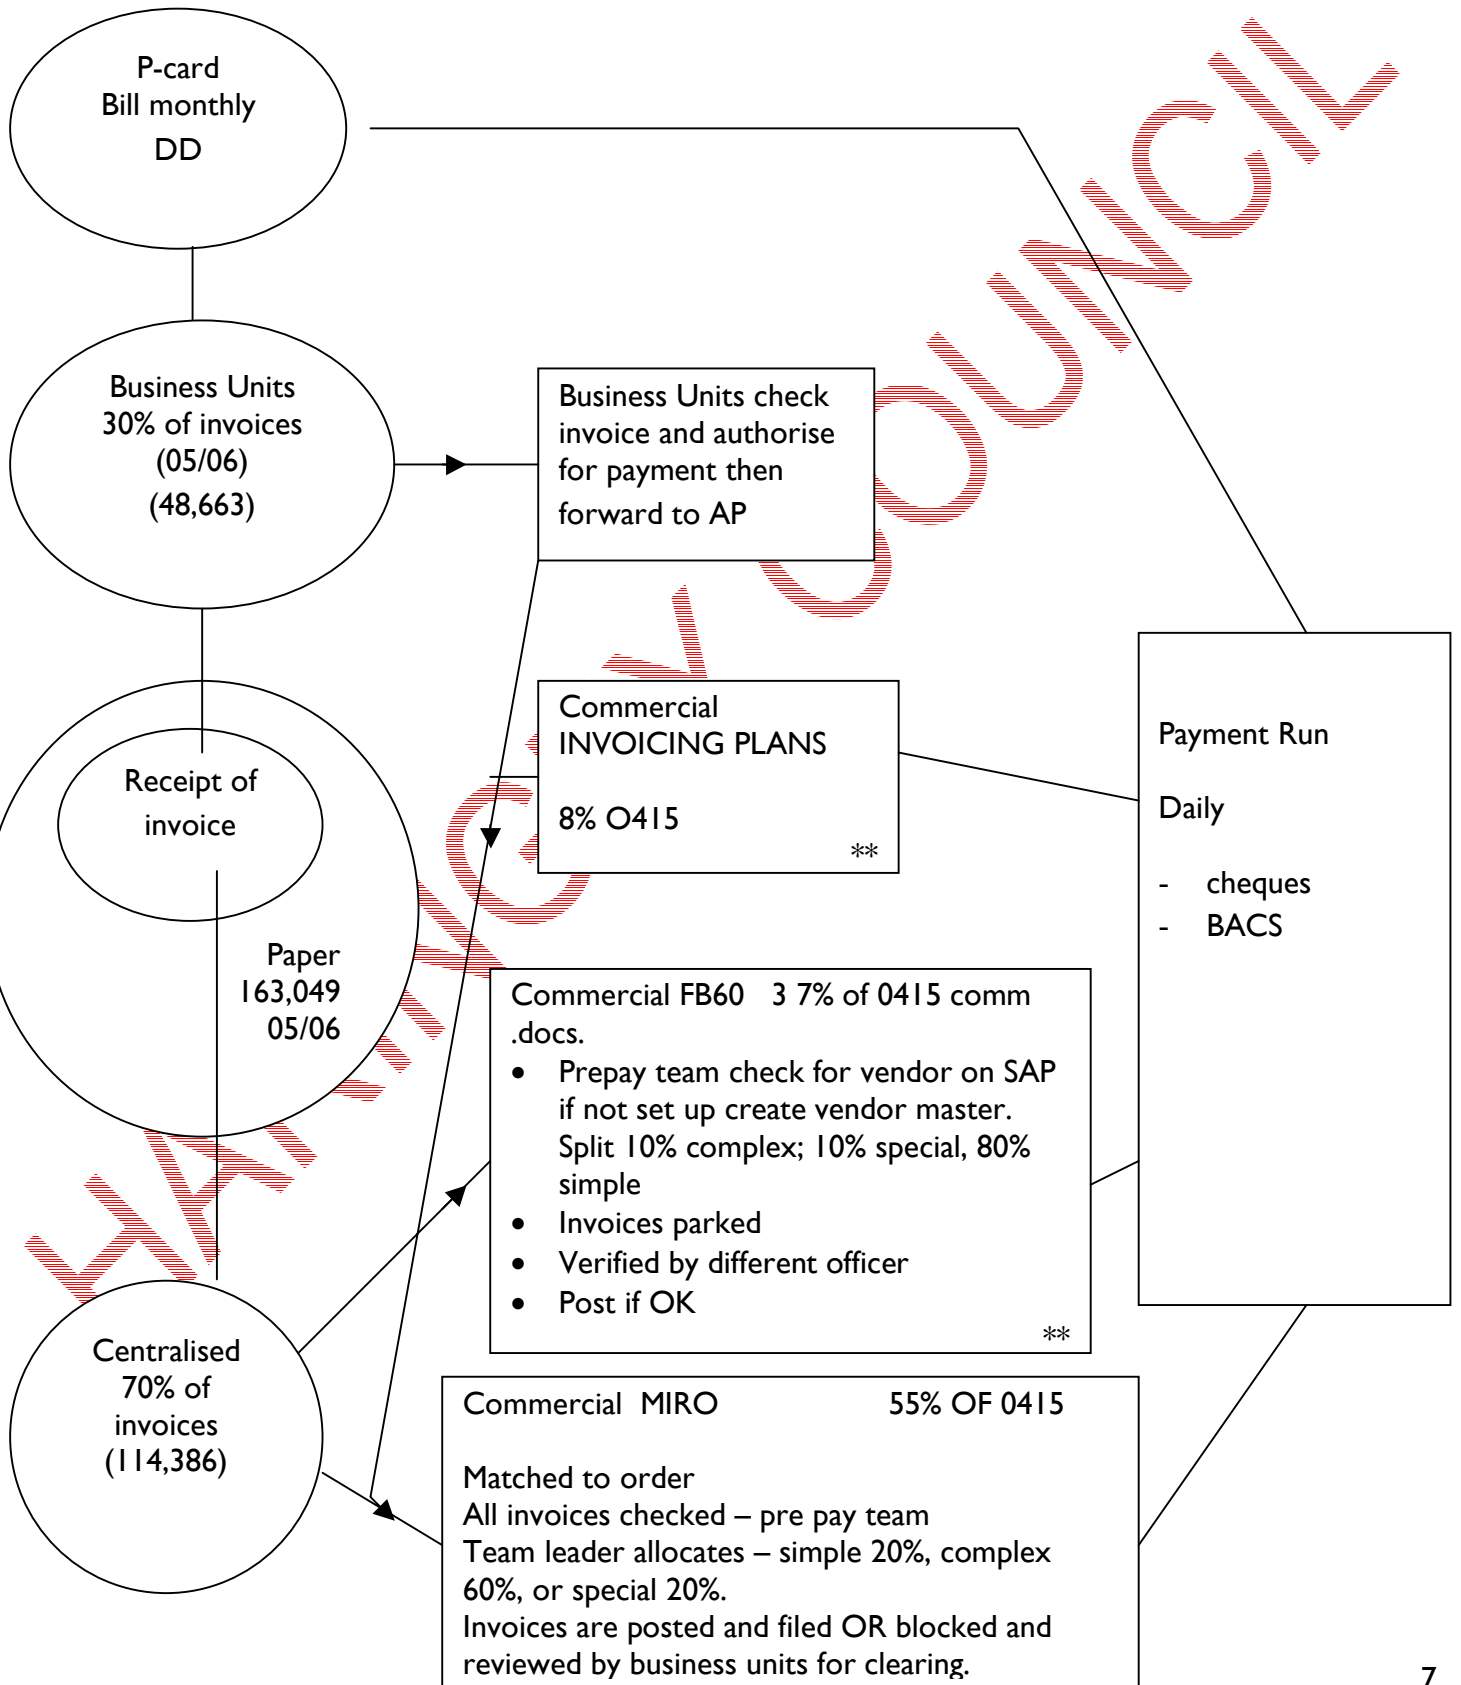 P-card
Bill monthly
DD
Business Units
30% of invoices
(05/06)
(48,663)
Business Units check
invoice and authorise
for payment then
forward to AP
Receipt of
invoice
Paper
163,049
05/06
Commercial
INVOICING PLANS
8% O415
**
Payment Run
Daily
- cheques
- BACS
Commercial FB60 3 7% of 0415 comm
.docs.
• Prepay team check for vendor on SAP
if not set up create vendor master.
Split 10% complex; 10% special, 80%
simple
• Invoices parked
• Verified by different officer
• Post if OK
**
Centralised
70% of
invoices
(114,386)
Commercial MIRO 55% OF 0415
Matched to order
All invoices checked – pre pay team
Team leader allocates – simple 20%, complex
60%, or special 20%.
Invoices are posted and filed OR blocked and
reviewed by business units for clearing.
7
COUNCIL